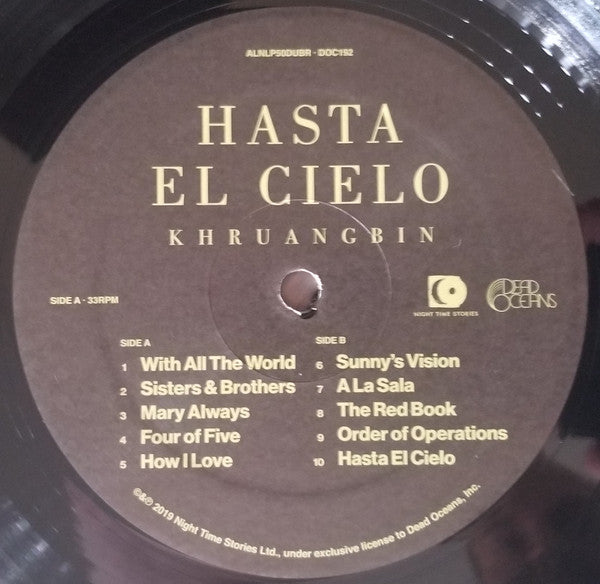 ALNLP50DUBR - DOC192
HASTA
EL CIELO
KHRUANGBIN
SIDE A - 33RPM
NIGHT TIME STORIES
DEAD
OCEANS
SIDE A
1 With All The World
2 Sisters & Brothers
3 Mary Always
4 Four of Five
5 How I Love
SIDE B
6 Sunny's Vision
7 A La Sala
8 The Red Book
9 Order of Operations
10 Hasta El Cielo
©&℗ 2019 Night Time Stories Ltd., under exclusive license to Dead Oceans, Inc.